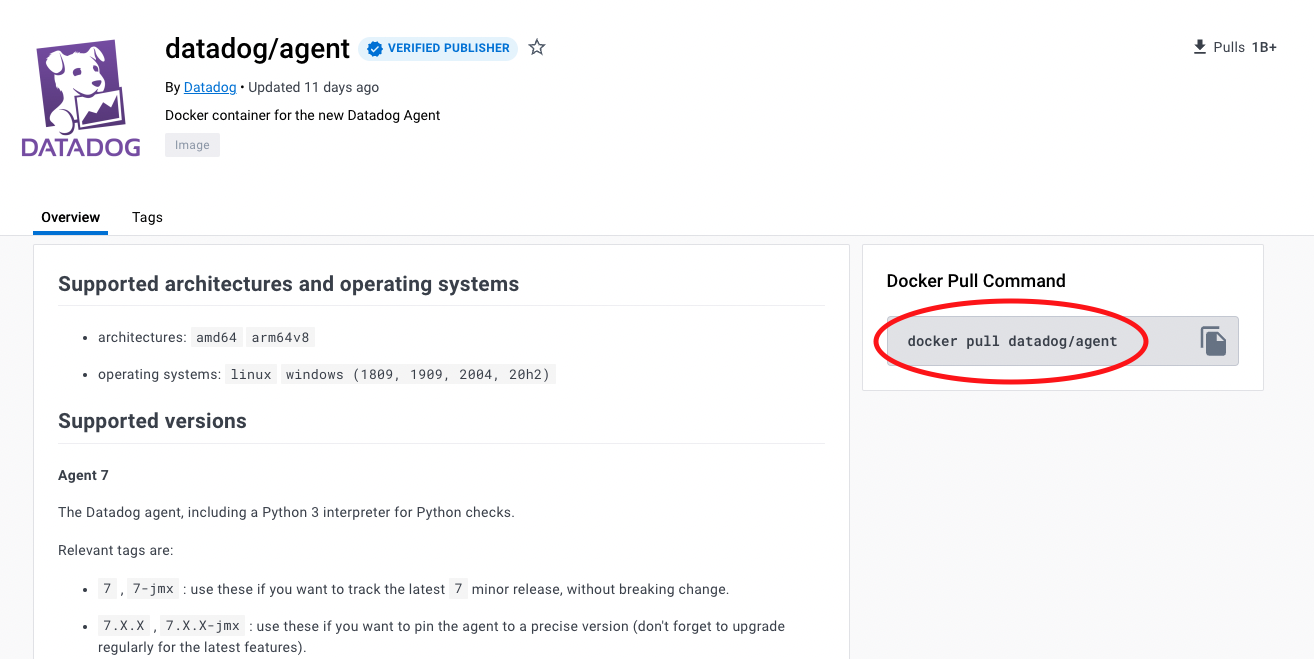 datadog/agent VERIFIED PUBLISHER
Pulls 1B+
By Datadog • Updated 11 days ago
Docker container for the new Datadog Agent
Image
DATADOG
Overview Tags
Supported architectures and operating systems
• architectures: amd64 arm64v8
• operating systems: linux windows (1809, 1909, 2004, 20h2)
Supported versions
Agent 7
The Datadog agent, including a Python 3 interpreter for Python checks.
Relevant tags are:
• 7 , 7-jmx : use these if you want to track the latest 7 minor release, without breaking change.
• 7.X.X , 7.X.X-jmx : use these if you want to pin the agent to a precise version (don't forget to upgrade
regularly for the latest features).
Docker Pull Command
docker pull datadog/agent